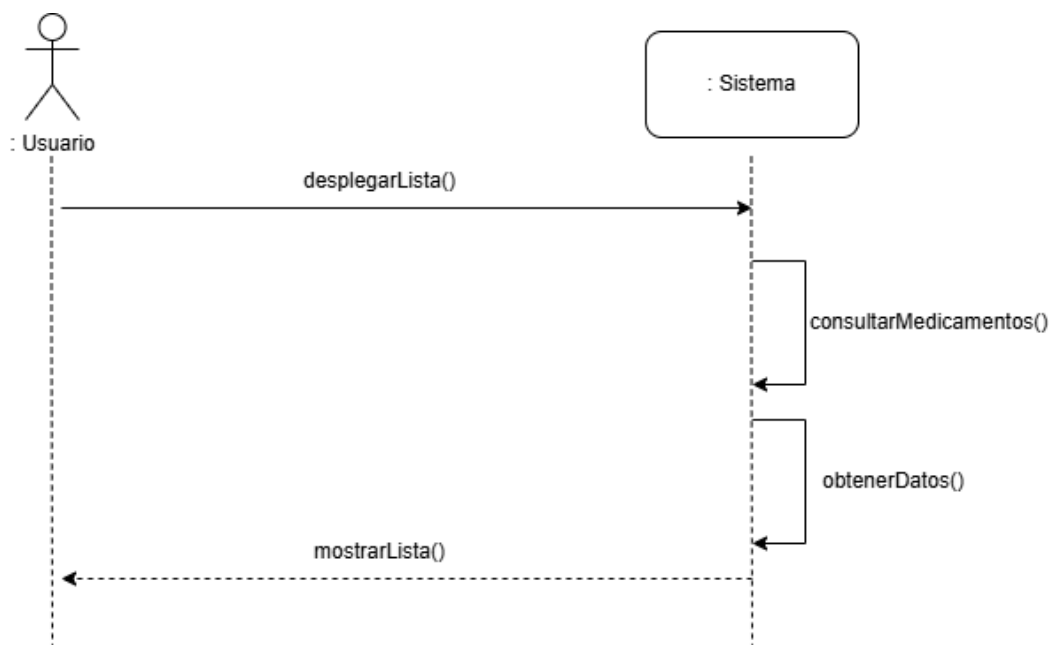 : Sistema
: Usuario
desplegarLista()
consultarMedicamentos()
obtenerDatos()
mostrarLista()